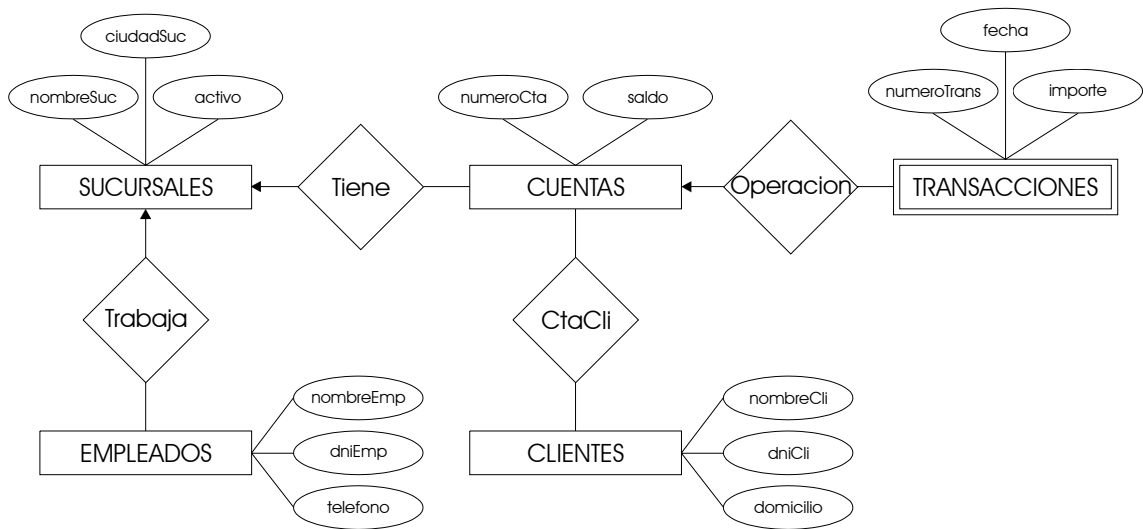 ciudadSuc
fecha
nombreSuc
activo
numeroCta
saldo
numeroTrans
importe
SUCURSALES
Tiene
CUENTAS
Operacion
TRANSACCIONES
Trabaja
CtaCli
nombreEmp
nombreCli
EMPLEADOS
dniEmp
CLIENTES
dniCli
telefono
domicilio